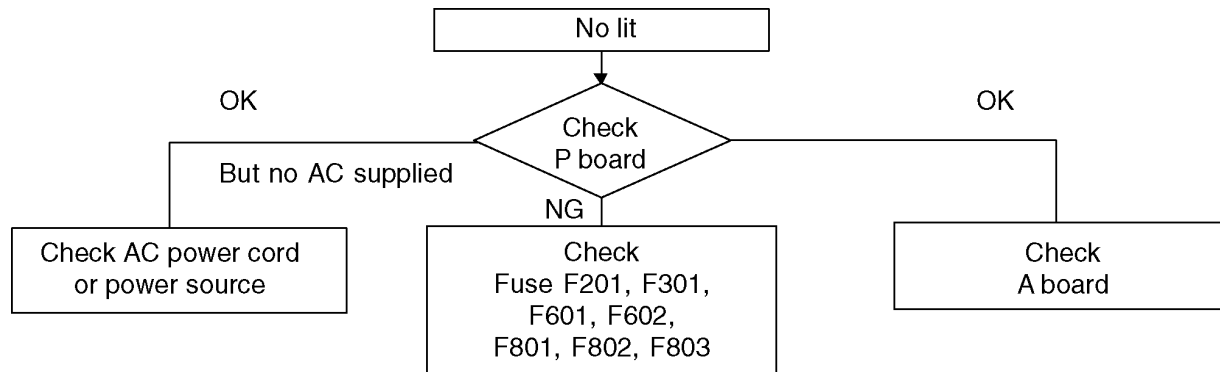 No lit
OK
OK
Check
P board
But no AC supplied
NG
Check AC power cord
or power source
Check
Fuse F201, F301,
F601, F602,
F801, F802, F803
Check
A board